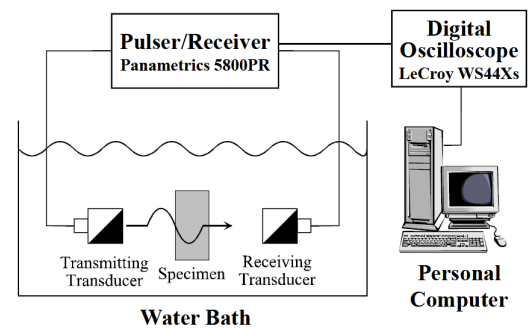 Pulser/Receiver
Panametrics 5800PR
Digital
Oscilloscope
LeCroy WS44Xs
Transmitting
Transducer
Specimen
Receiving
Transducer
Personal
Computer
Water Bath